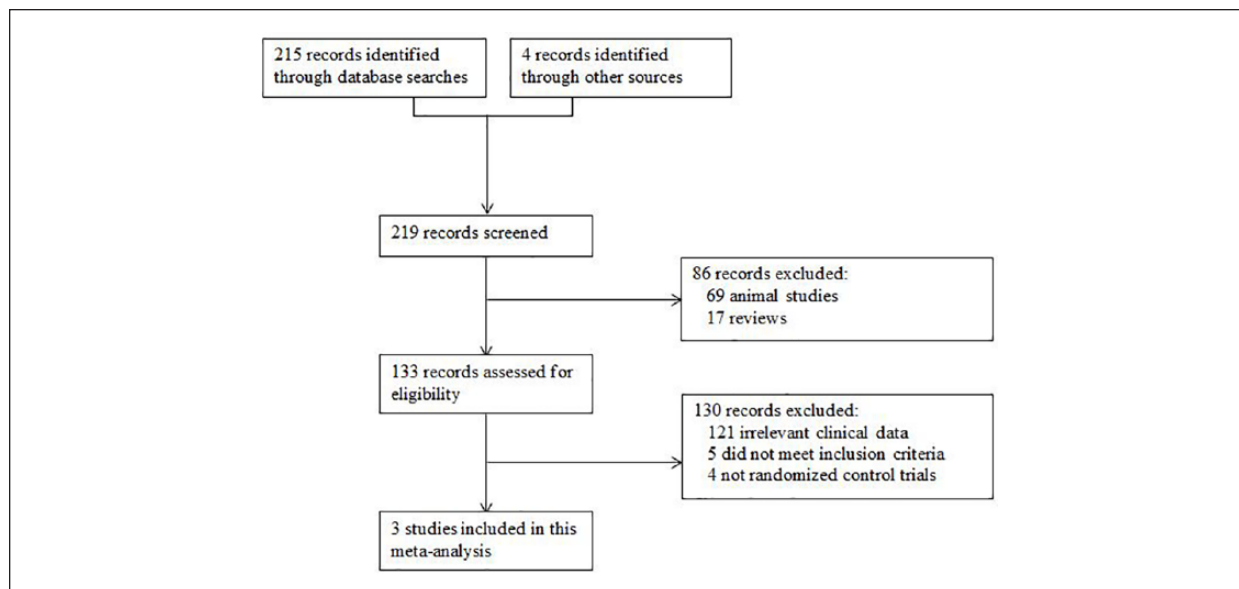 215 records identified
through database searches
4 records identified
through other sources
219 records screened
86 records excluded:
69 animal studies
17 reviews
133 records assessed for
eligibility
130 records excluded:
121 irrelevant clinical data
5 did not meet inclusion criteria
4 not randomized control trials
3 studies included in this
meta-analysis